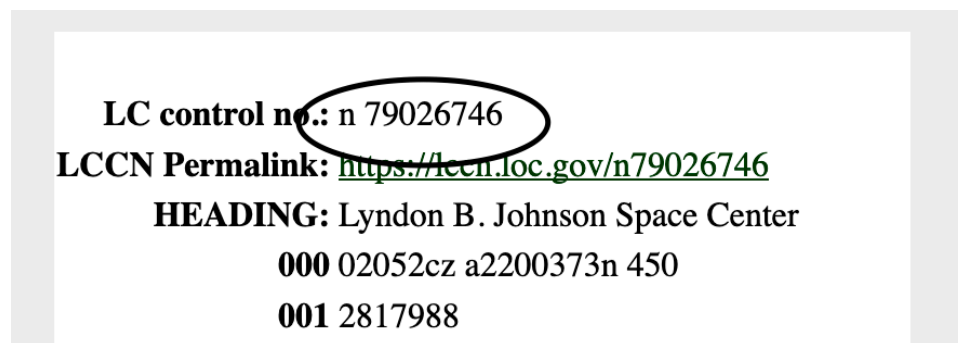 LC control no.: n 79026746
LCCN Permalink: https://lccn.loc.gov/n79026746
HEADING: Lyndon B. Johnson Space Center
000 02052cz a2200373n 450
001 2817988